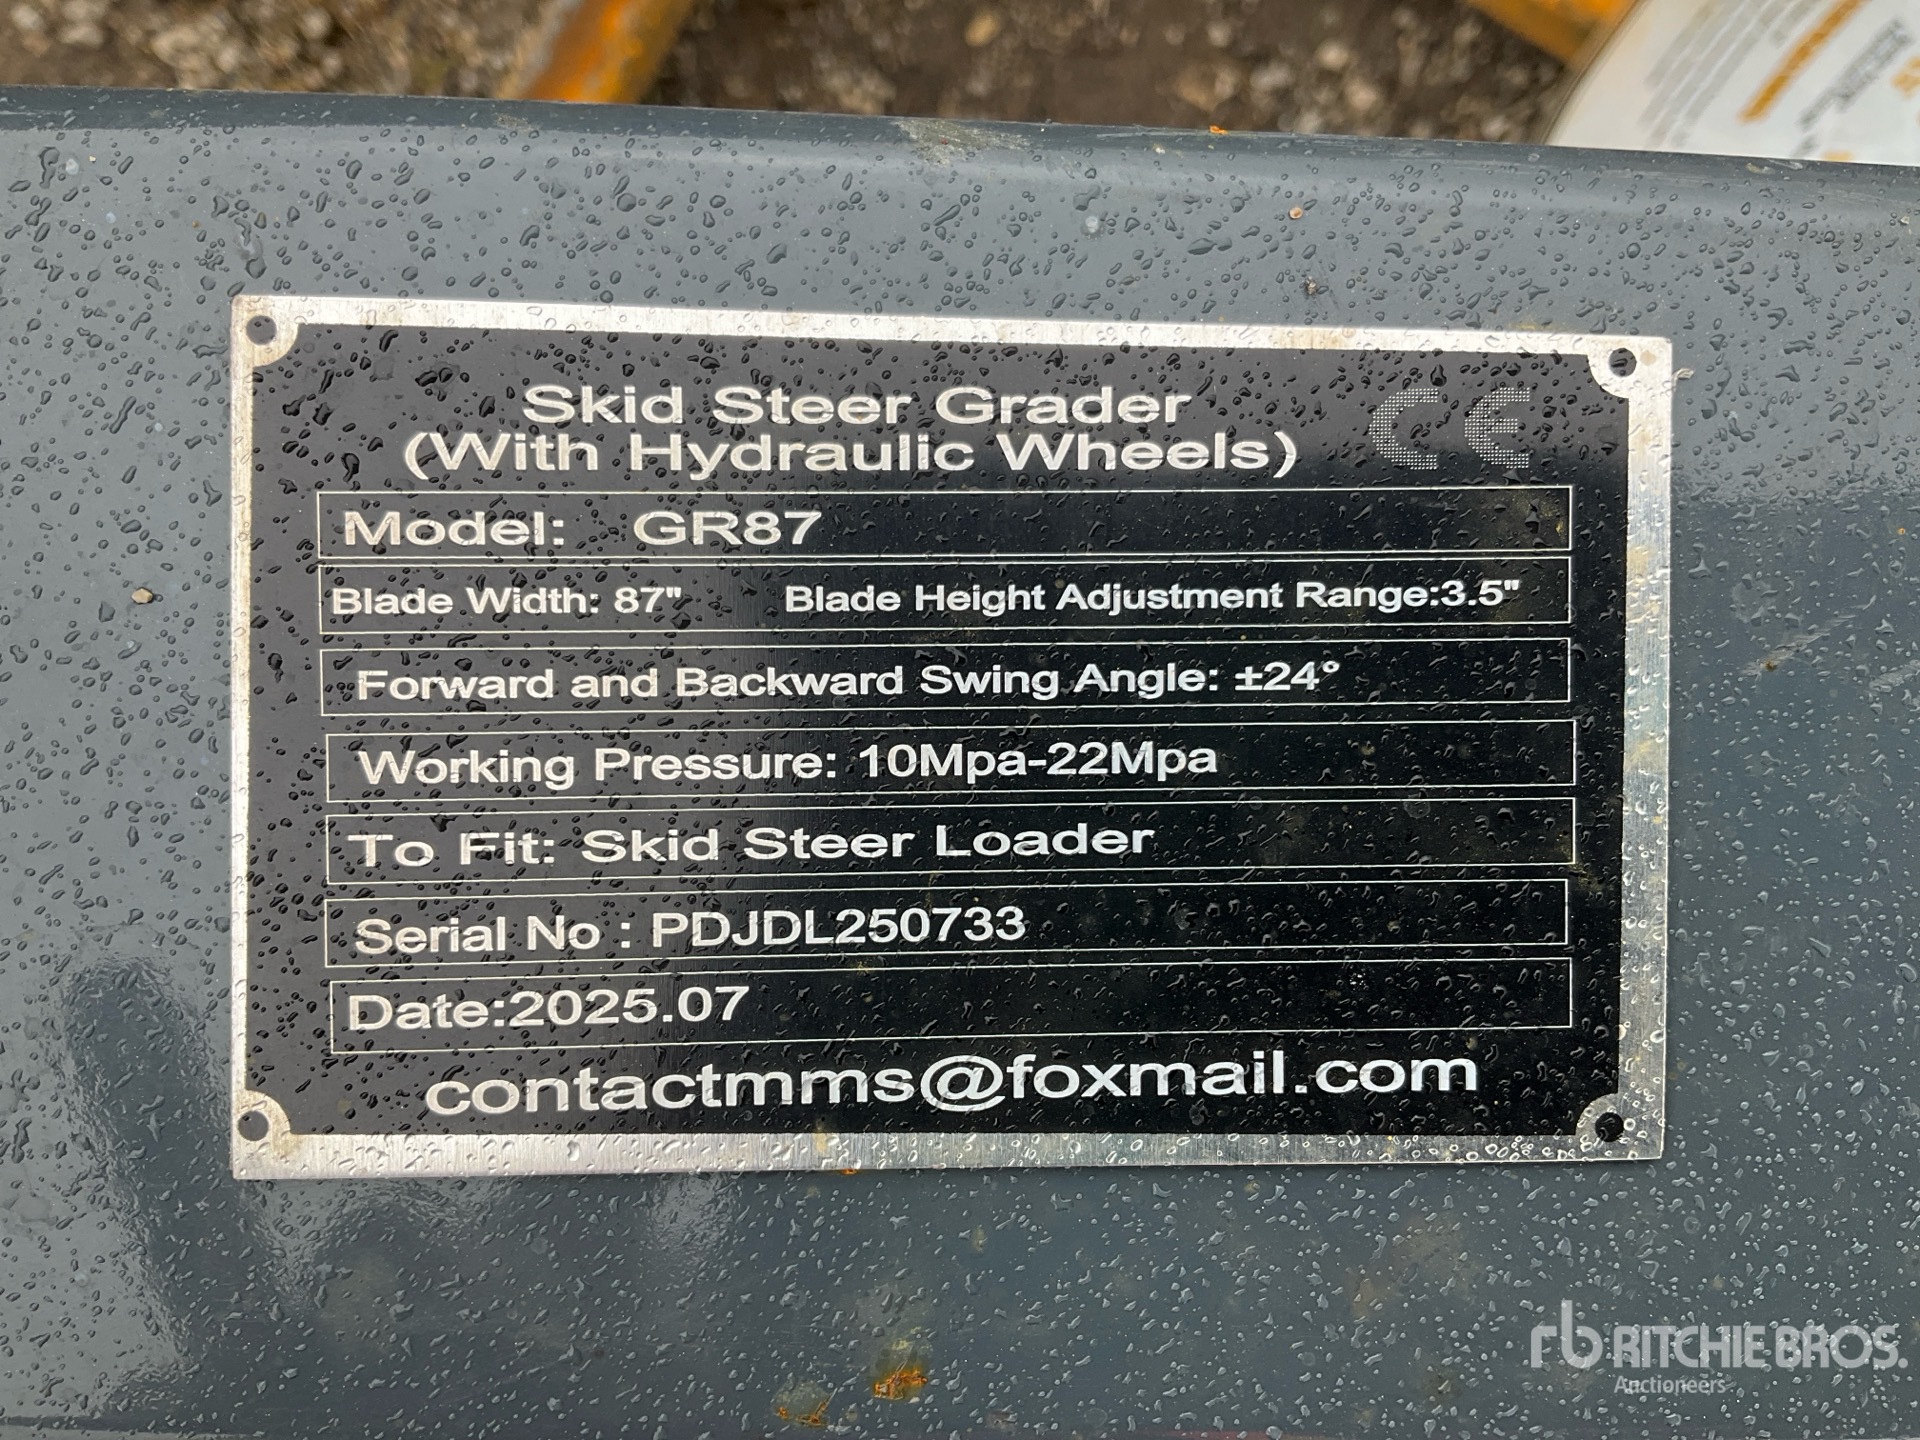 Skid Steer Grader
(With Hydraulic Wheels)
CE
Model: GR87
Blade Width: 87" Blade Height Adjustment Range:3.5"
Forward and Backward Swing Angle: ±24°
Working Pressure: 10Mpa-22Mpa
To Fit: Skid Steer Loader
Serial No : PDJDL250733
Date:2025.07
contactmms@foxmail.com
rb RITCHIE BROS.
Auctioneers